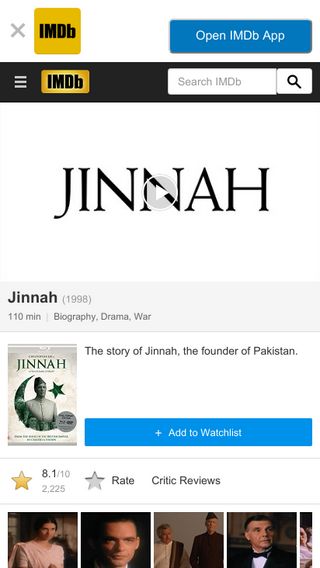 IMDb
Open IMDb App
IMDb
Search IMDb
JINNAH
Jinnah (1998)
110 min | Biography, Drama, War
JINNAH
The story of Jinnah, the founder of Pakistan.
+ Add to Watchlist
8.1/10
2,225
Rate
Critic Reviews